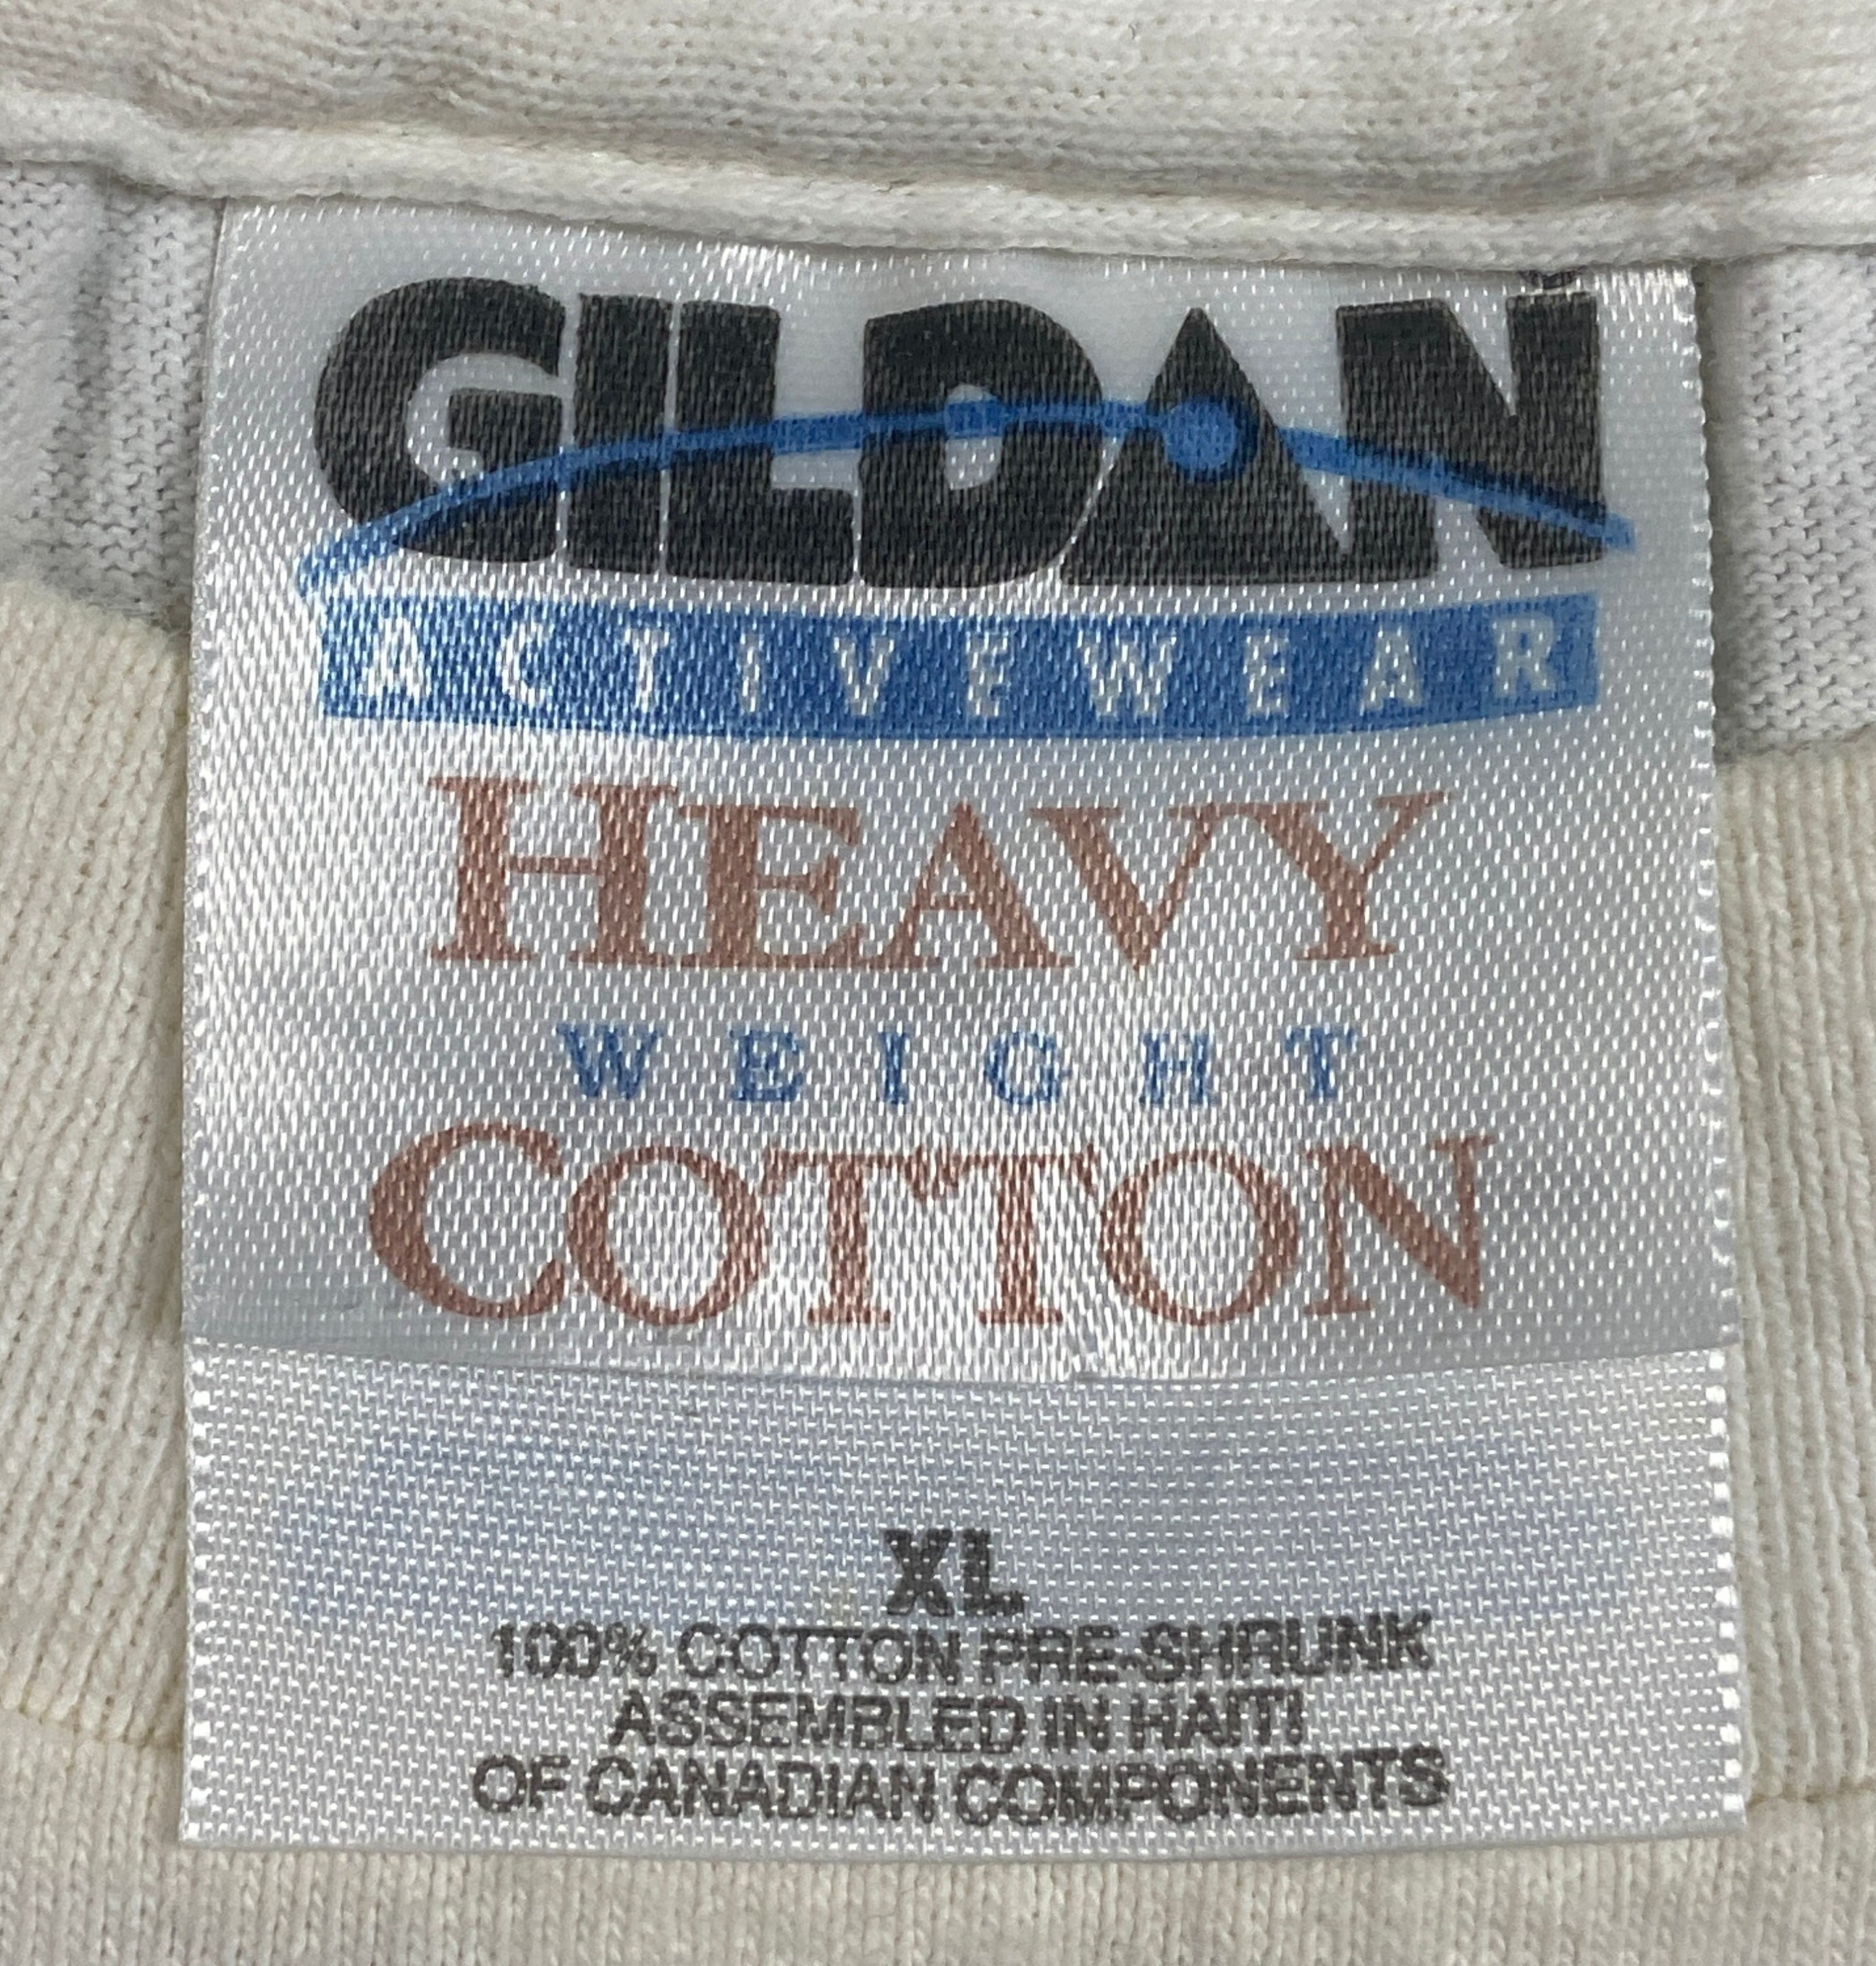 GILDAN
ACTIVEWEAR
HEAVY
WEIGHT
COTTON
XL
100% COTTON PRE-SHRUNK
ASSEMBLED IN HAITI
OF CANADIAN COMPONENTS